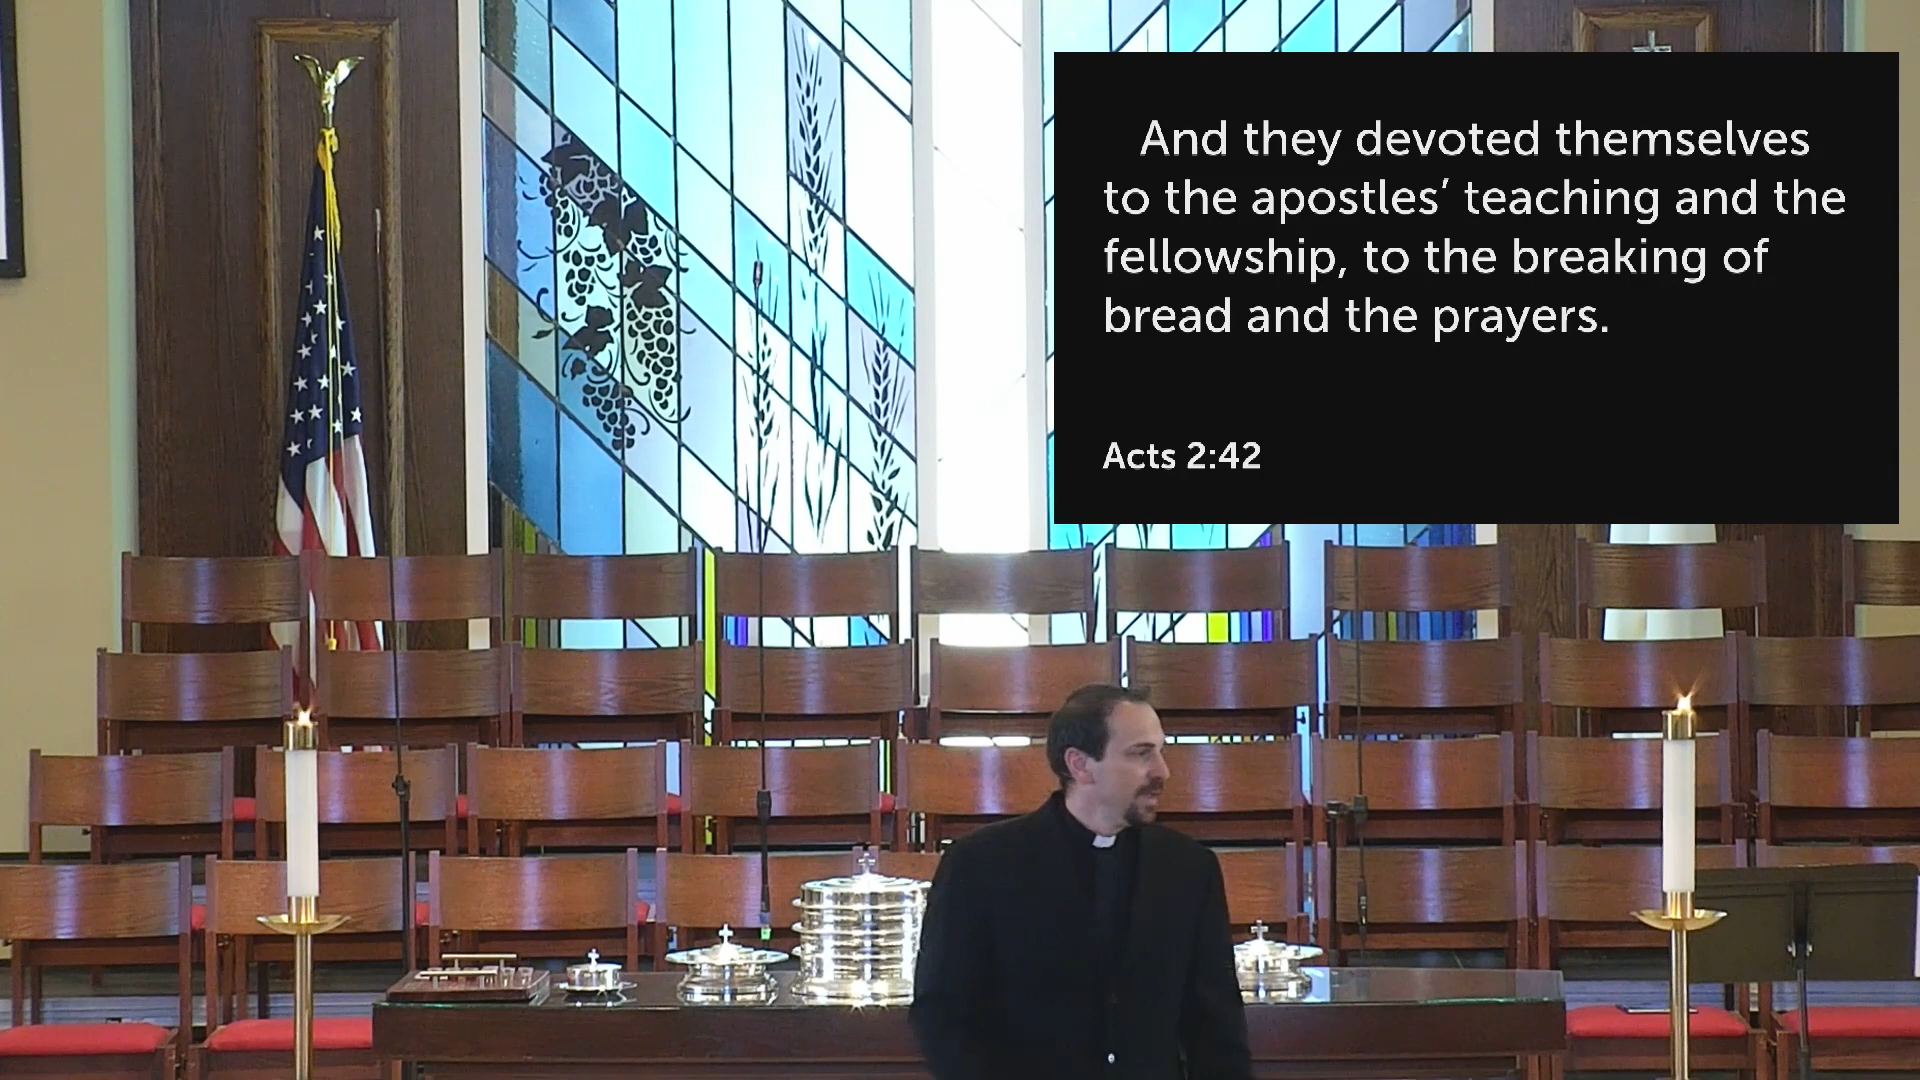 And they devoted themselves
to the apostles’ teaching and the
fellowship, to the breaking of
bread and the prayers.
Acts 2:42